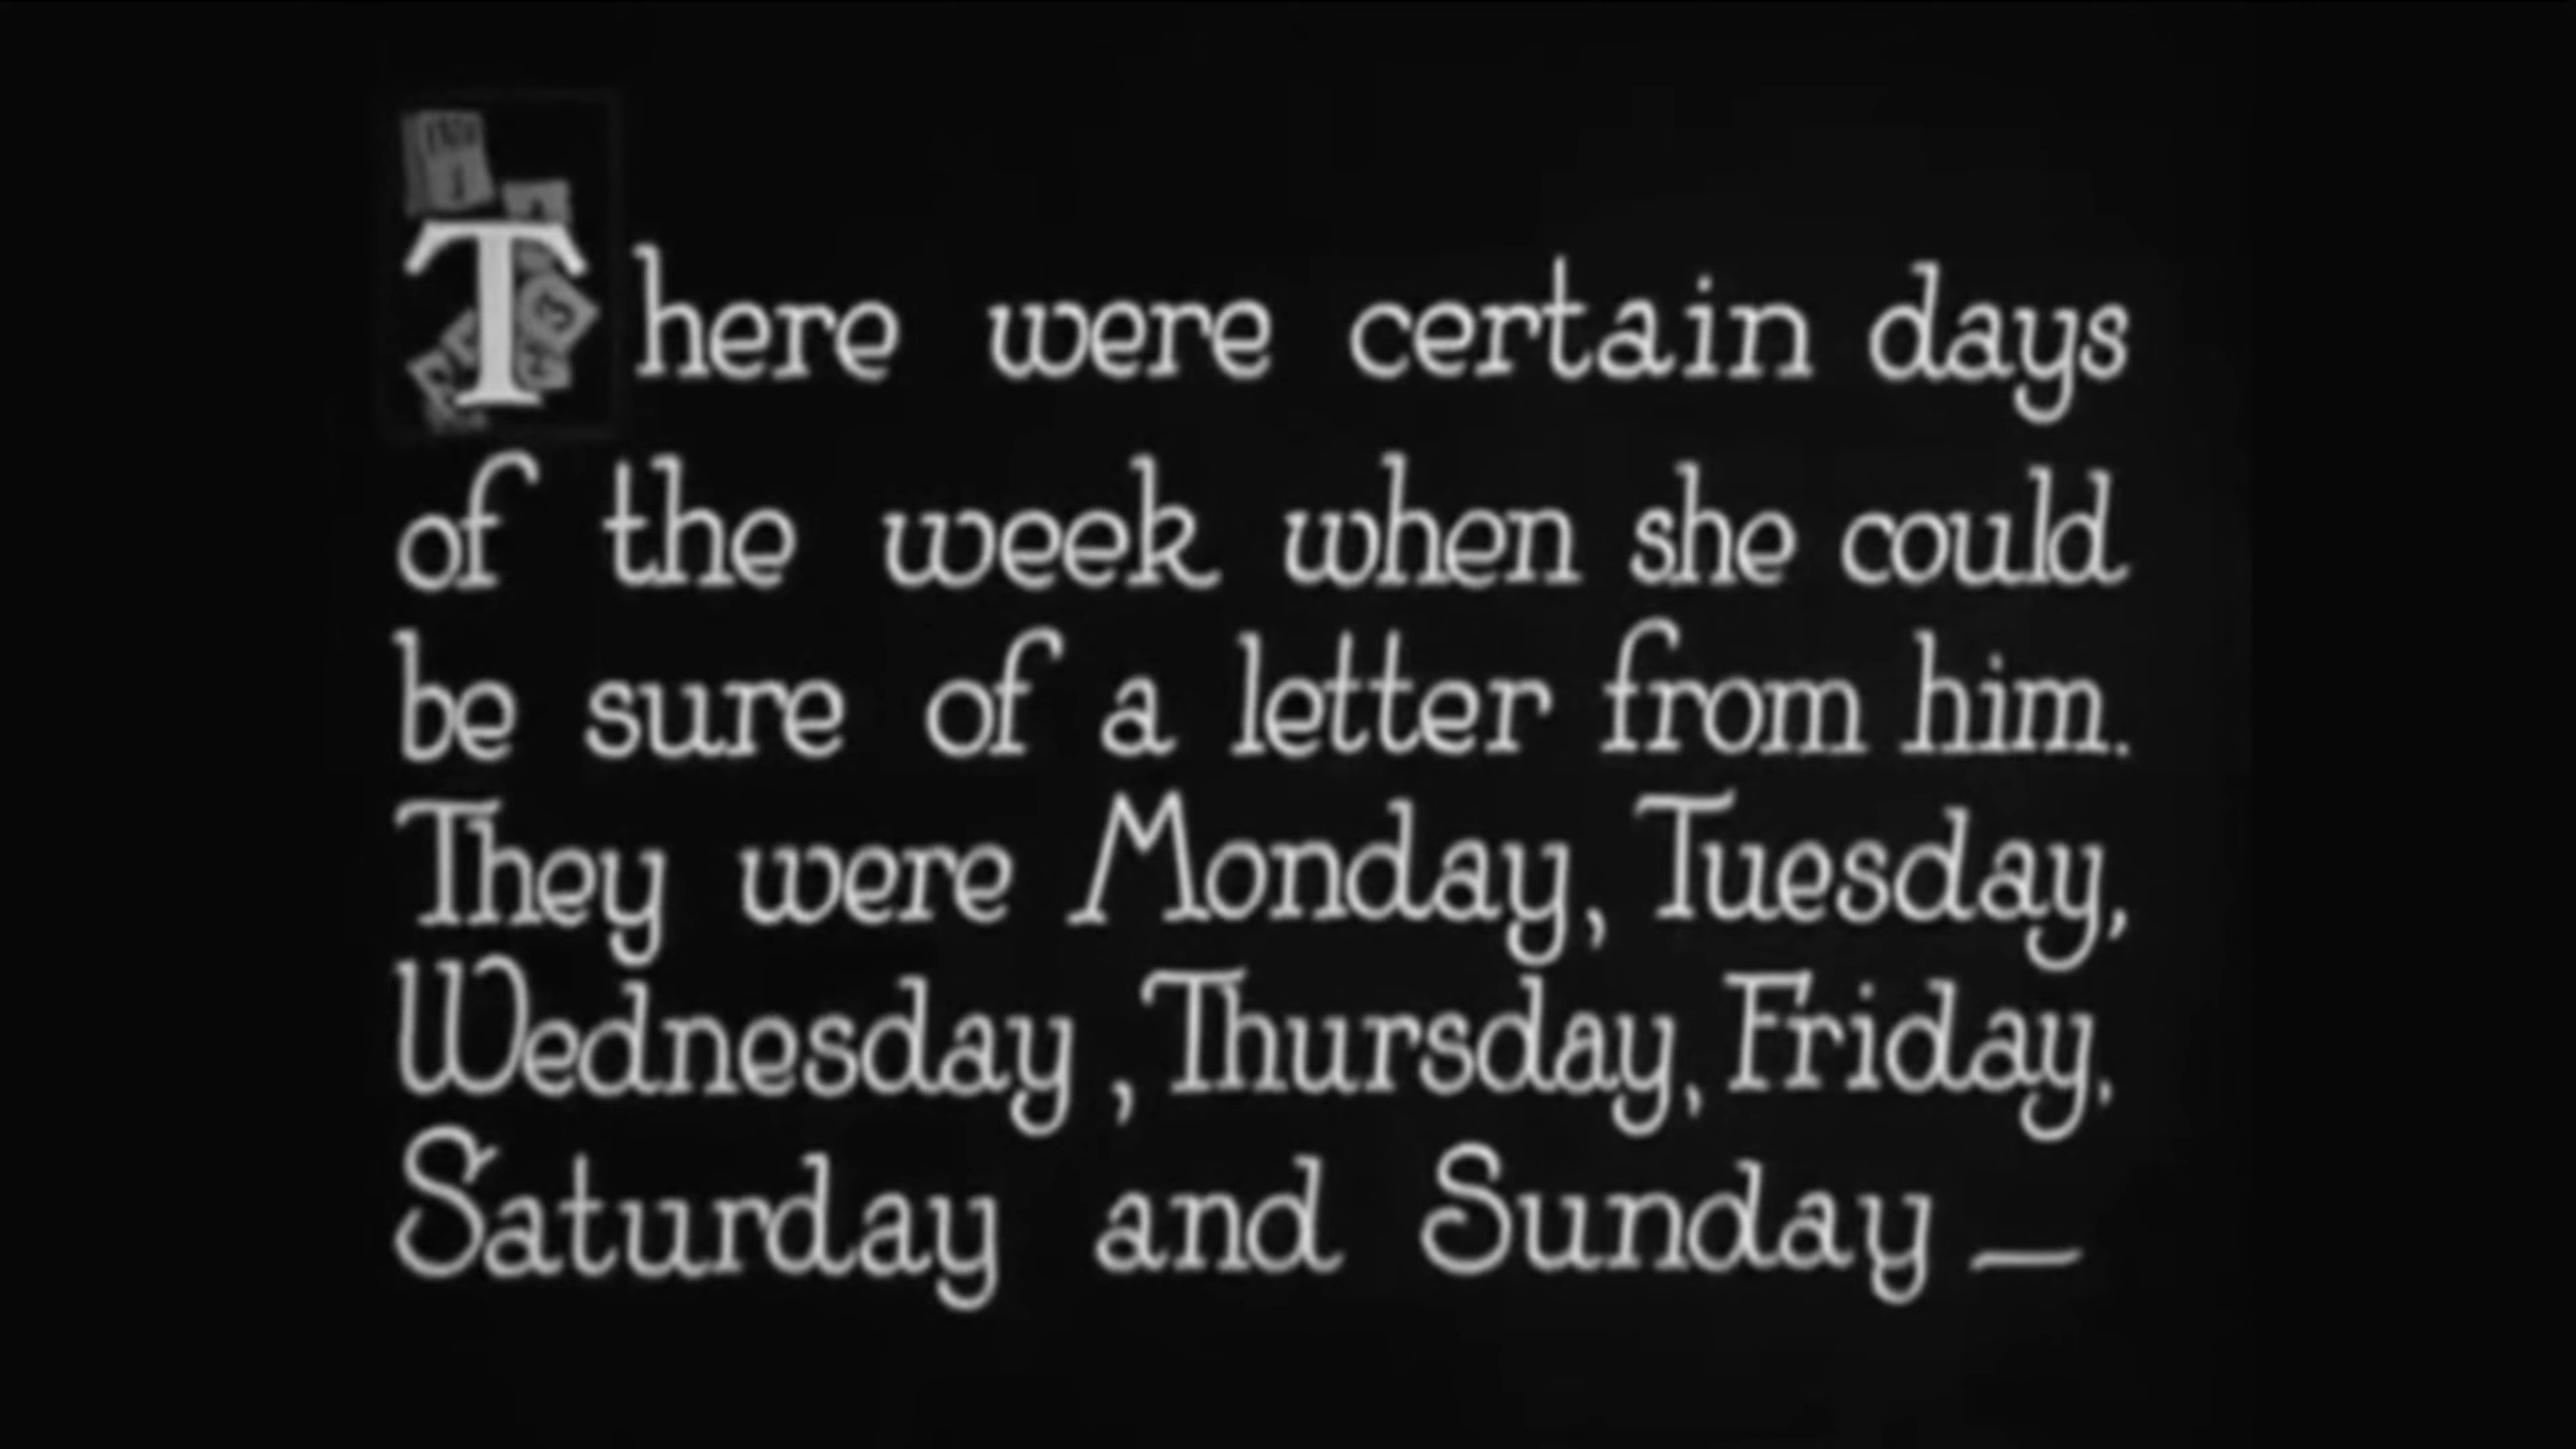 There were certain days
of the week when she could
be sure of a letter from him.
They were Monday, Tuesday,
Wednesday, Thursday, Friday,
Saturday and Sunday —